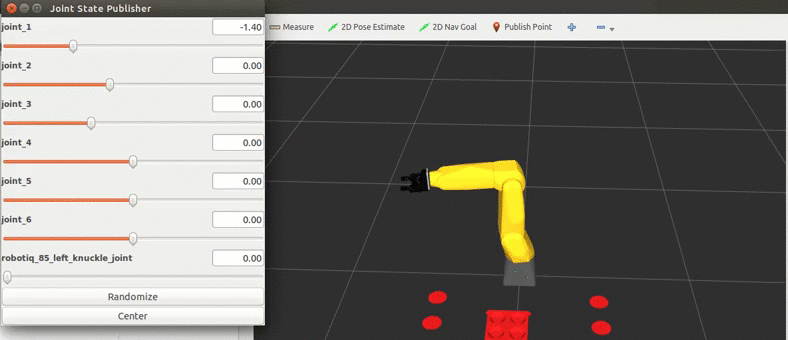 Joint State Publisher
joint_1 -1.40
joint_2 0.00
joint_3 0.00
joint_4 0.00
joint_5 0.00
joint_6 0.00
robotiq_85_left_knuckle_joint 0.00
Randomize
Center
Measure 2D Pose Estimate 2D Nav Goal Publish Point